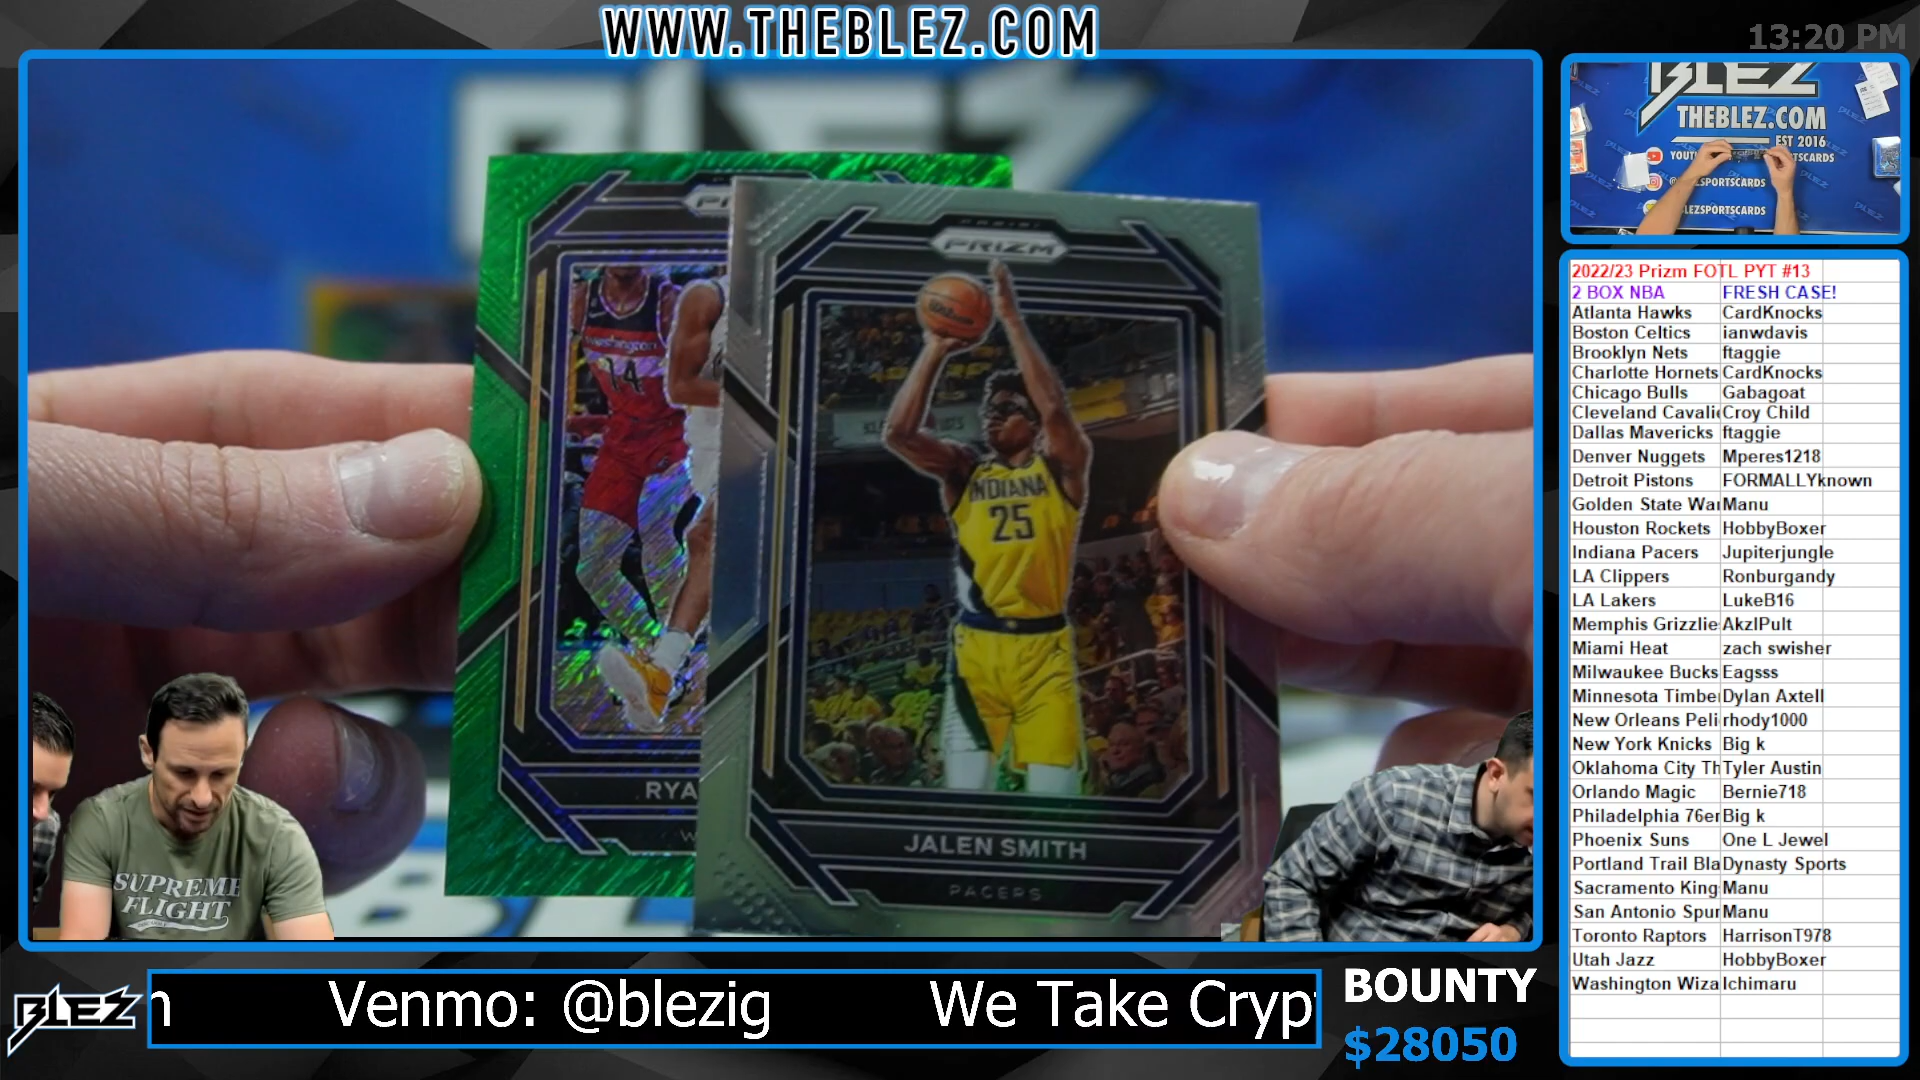 WWW.THEBLEZ.COM
13:20 PM
BLEZ
THEBLEZ.COM
EST 2016
PRIZM
Washington
14
INDIANA
25
RYA
W
JALEN SMITH
PACERS
SUPREME
FLIGHT
2022/23 Prizm FOTL PYT #13
2 BOX NBA FRESH CASE!
Atlanta Hawks CardKnocks
Boston Celtics ianwdavis
Brooklyn Nets ftaggie
Charlotte Hornets CardKnocks
Chicago Bulls Gabagoat
Cleveland Cavali Croy Child
Dallas Mavericks ftaggie
Denver Nuggets Mperes1218
Detroit Pistons FORMALLYknown
Golden State War Manu
Houston Rockets HobbyBoxer
Indiana Pacers Jupiterjungle
LA Clippers Ronburgandy
LA Lakers LukeB16
Memphis Grizzlie AkzlPult
Miami Heat zach swisher
Milwaukee Bucks Eagsss
Minnesota Timbe Dylan Axtell
New Orleans Peli rhody1000
New York Knicks Big k
Oklahoma City Th Tyler Austin
Orlando Magic Bernie718
Philadelphia 76er Big k
Phoenix Suns One L Jewel
Portland Trail Bla Dynasty Sports
Sacramento King Manu
San Antonio Spur Manu
Toronto Raptors HarrisonT978
Utah Jazz HobbyBoxer
Washington Wiza Ichimaru
BLEZ
Venmo: @blezig We Take Cryp
BOUNTY
$28050